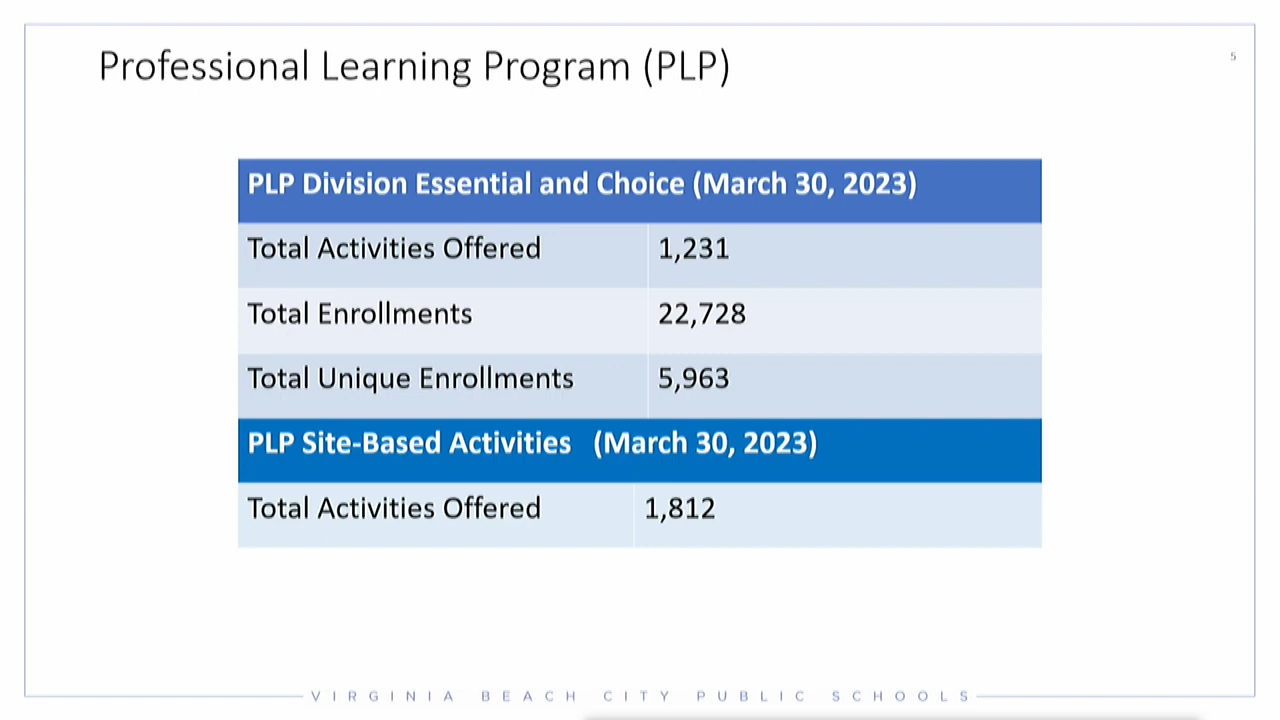 Professional Learning Program (PLP)
5
PLP Division Essential and Choice (March 30, 2023)
Total Activities Offered 1,231
Total Enrollments 22,728
Total Unique Enrollments 5,963
PLP Site-Based Activities (March 30, 2023)
Total Activities Offered 1,812
VIRGINIA BEACH CITY PUBLIC SCHOOLS